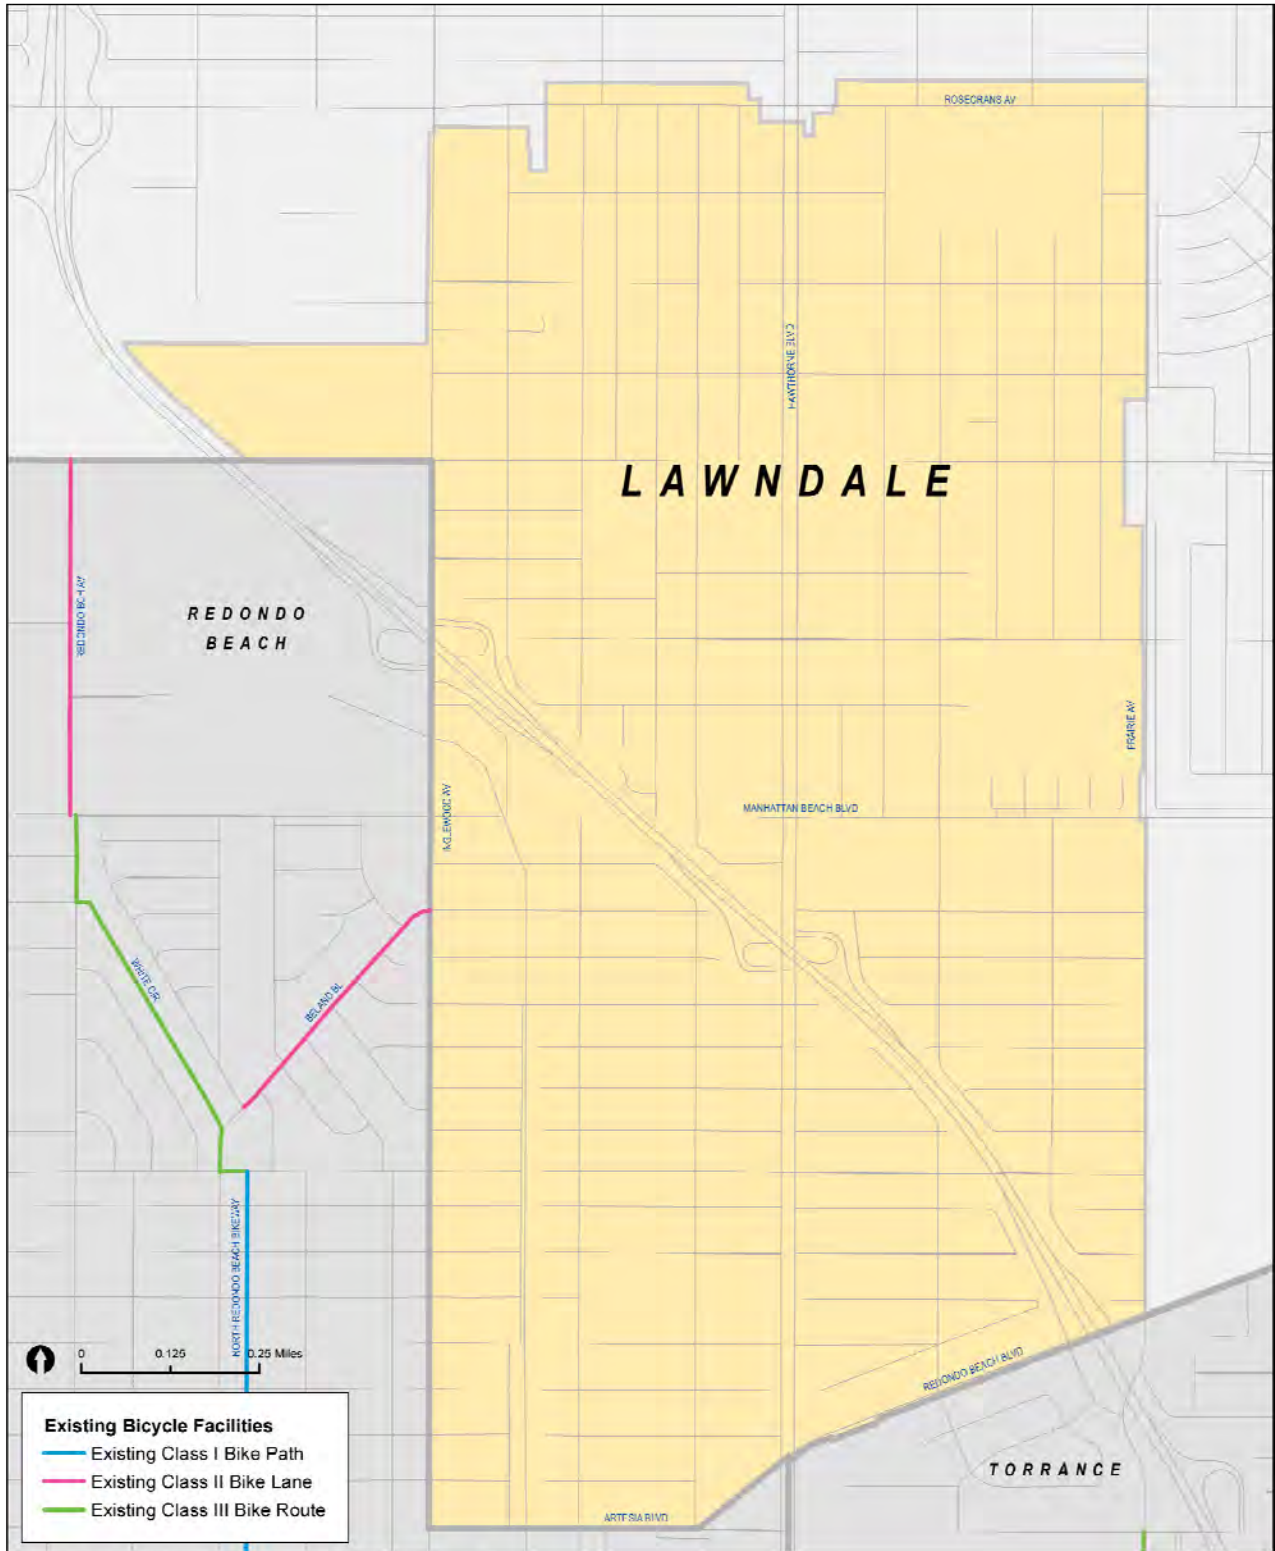 ROSECRANS AV
HAWTHORNE BLVD
LAWNDALE
REDONDO BCH AV
REDONDO
BEACH
PRAIRIE AV
INGLEWOOD AV
MANHATTAN BEACH BLVD
WHITE CIR
BELAND BL
NORTH REDONDO BEACH BIKEWAY
0 0.125 0.25 Miles
REDONDO BEACH BLVD
Existing Bicycle Facilities
Existing Class I Bike Path
Existing Class II Bike Lane
Existing Class III Bike Route
TORRANCE
ARTESIA BLVD